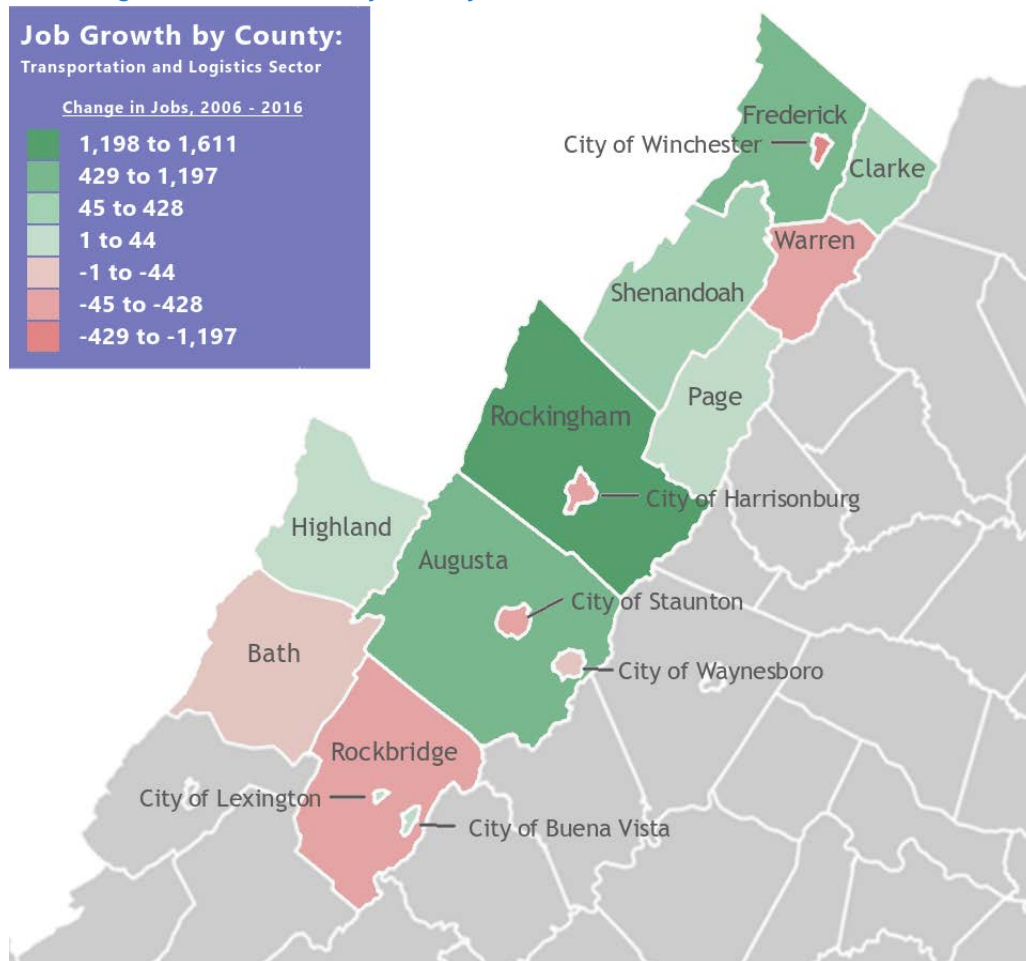 Job Growth by County:
Transportation and Logistics Sector
Change in Jobs, 2006 - 2016
1,198 to 1,611
429 to 1,197
45 to 428
1 to 44
-1 to -44
-45 to -428
-429 to -1,197
Frederick
City of Winchester
Clarke
Warren
Shenandoah
Page
Rockingham
City of Harrisonburg
Highland
Augusta
City of Staunton
Bath
City of Waynesboro
Rockbridge
City of Lexington
City of Buena Vista